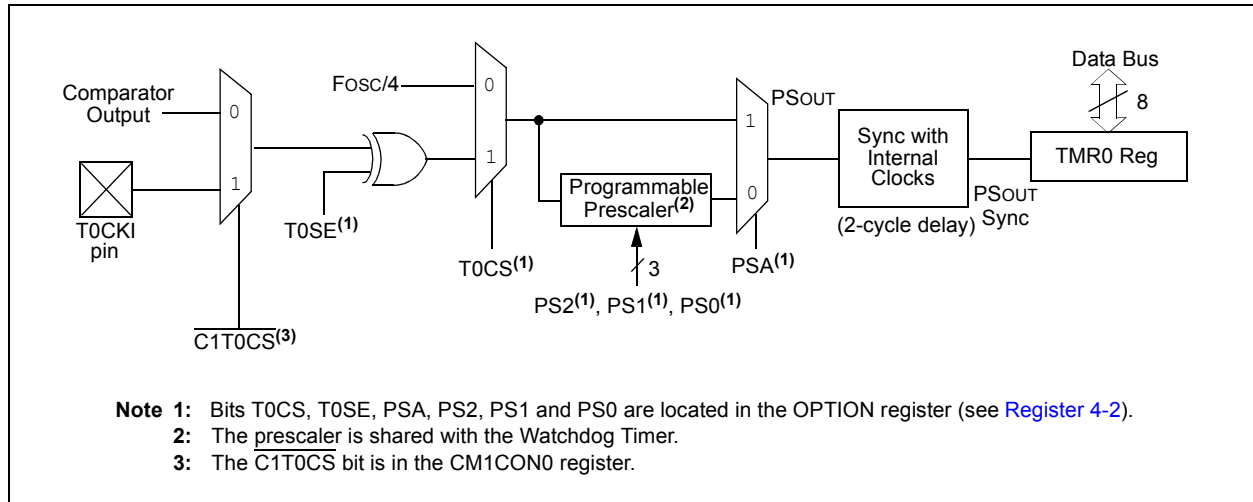 Comparator
Output
0
1
T0CKI
pin
C1T0CS(3)
T0SE(1)
FOSC/4
0
1
T0CS(1)
Programmable
Prescaler(2)
3
PS2(1), PS1(1), PS0(1)
PSOUT
1
0
PSA(1)
Sync with
Internal
Clocks
(2-cycle delay)
PSOUT
Sync
Data Bus
8
TMR0 Reg
Note 1: Bits T0CS, T0SE, PSA, PS2, PS1 and PS0 are located in the OPTION register (see Register 4-2).
2: The prescaler is shared with the Watchdog Timer.
3: The C1T0CS bit is in the CM1CON0 register.